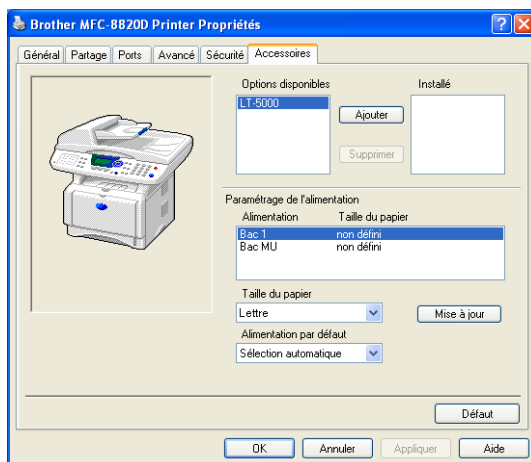 Brother MFC-8820D Printer Propriétés
Général Partage Ports Avancé Sécurité Accessoires
Options disponibles Installé
LT-5000
Ajouter
Supprimer
Paramétrage de l'alimentation
Alimentation Taille du papier
Bac 1 non défini
Bac MU non défini
Taille du papier
Lettre Mise à jour
Alimentation par défaut
Sélection automatique
Défaut
OK Annuler Appliquer Aide